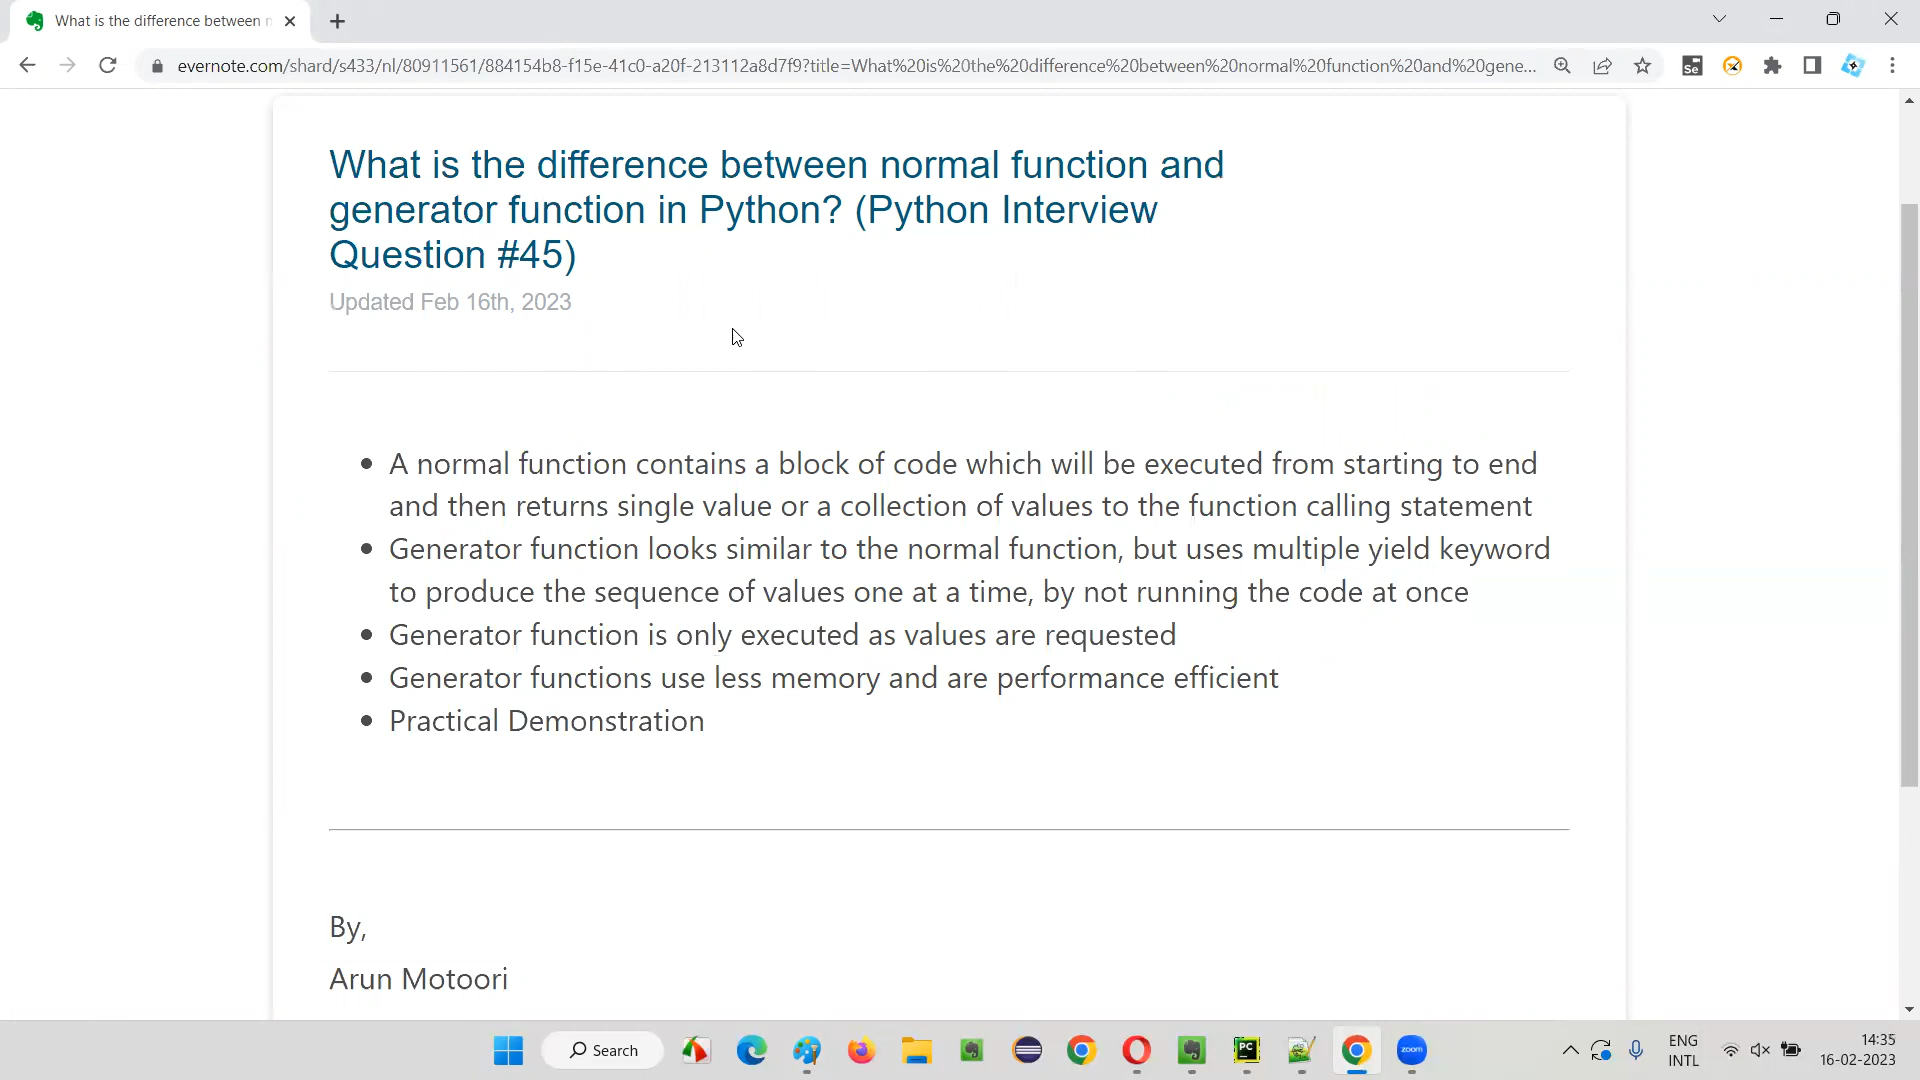 What is the difference between n
evernote.com/shard/s433/nl/80911561/884154b8-f15e-41c0-a20f-213112a8d7f9?title=What%20is%20the%20difference%20between%20normal%20function%20and%20gene...
Se
What is the difference between normal function and
generator function in Python? (Python Interview
Question #45)
Updated Feb 16th, 2023
• A normal function contains a block of code which will be executed from starting to end
and then returns single value or a collection of values to the function calling statement
• Generator function looks similar to the normal function, but uses multiple yield keyword
to produce the sequence of values one at a time, by not running the code at once
• Generator function is only executed as values are requested
• Generator functions use less memory and are performance efficient
• Practical Demonstration
By,
Arun Motoori
Search
PC
zoom
ENG
INTL
14:35
16-02-2023